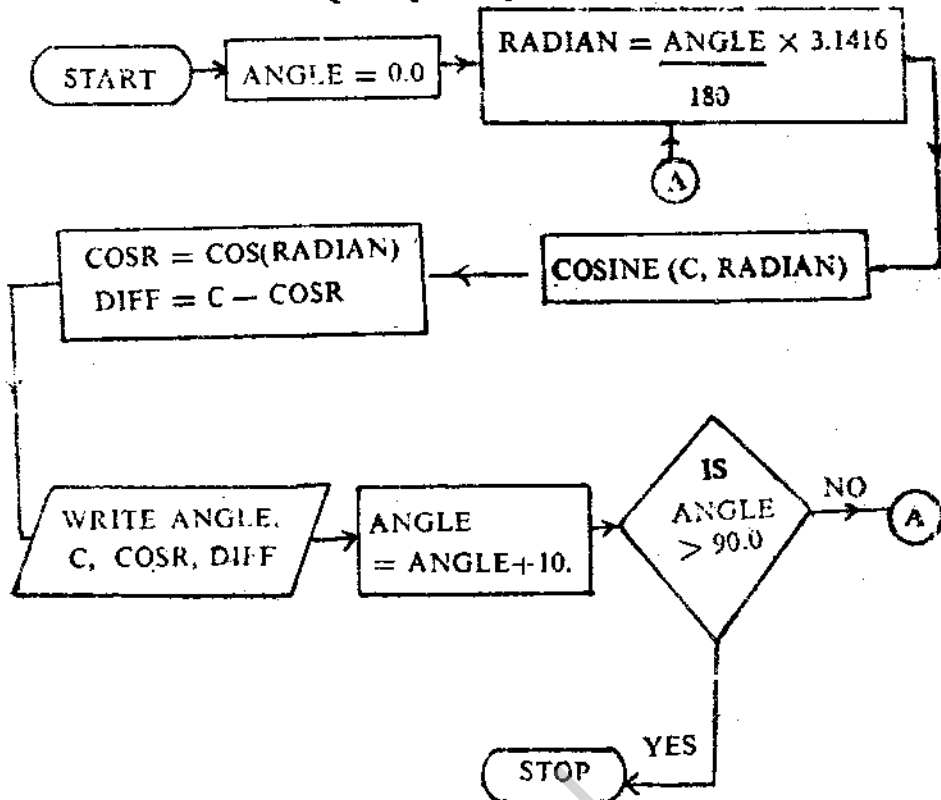 START
ANGLE = 0.0
RADIAN = ANGLE × 3.1416
180
A
COSINE (C, RADIAN)
COSR = COS(RADIAN)
DIFF = C – COSR
WRITE ANGLE,
C, COSR, DIFF
ANGLE
= ANGLE+10.
IS
ANGLE
> 90.0
NO
A
YES
STOP